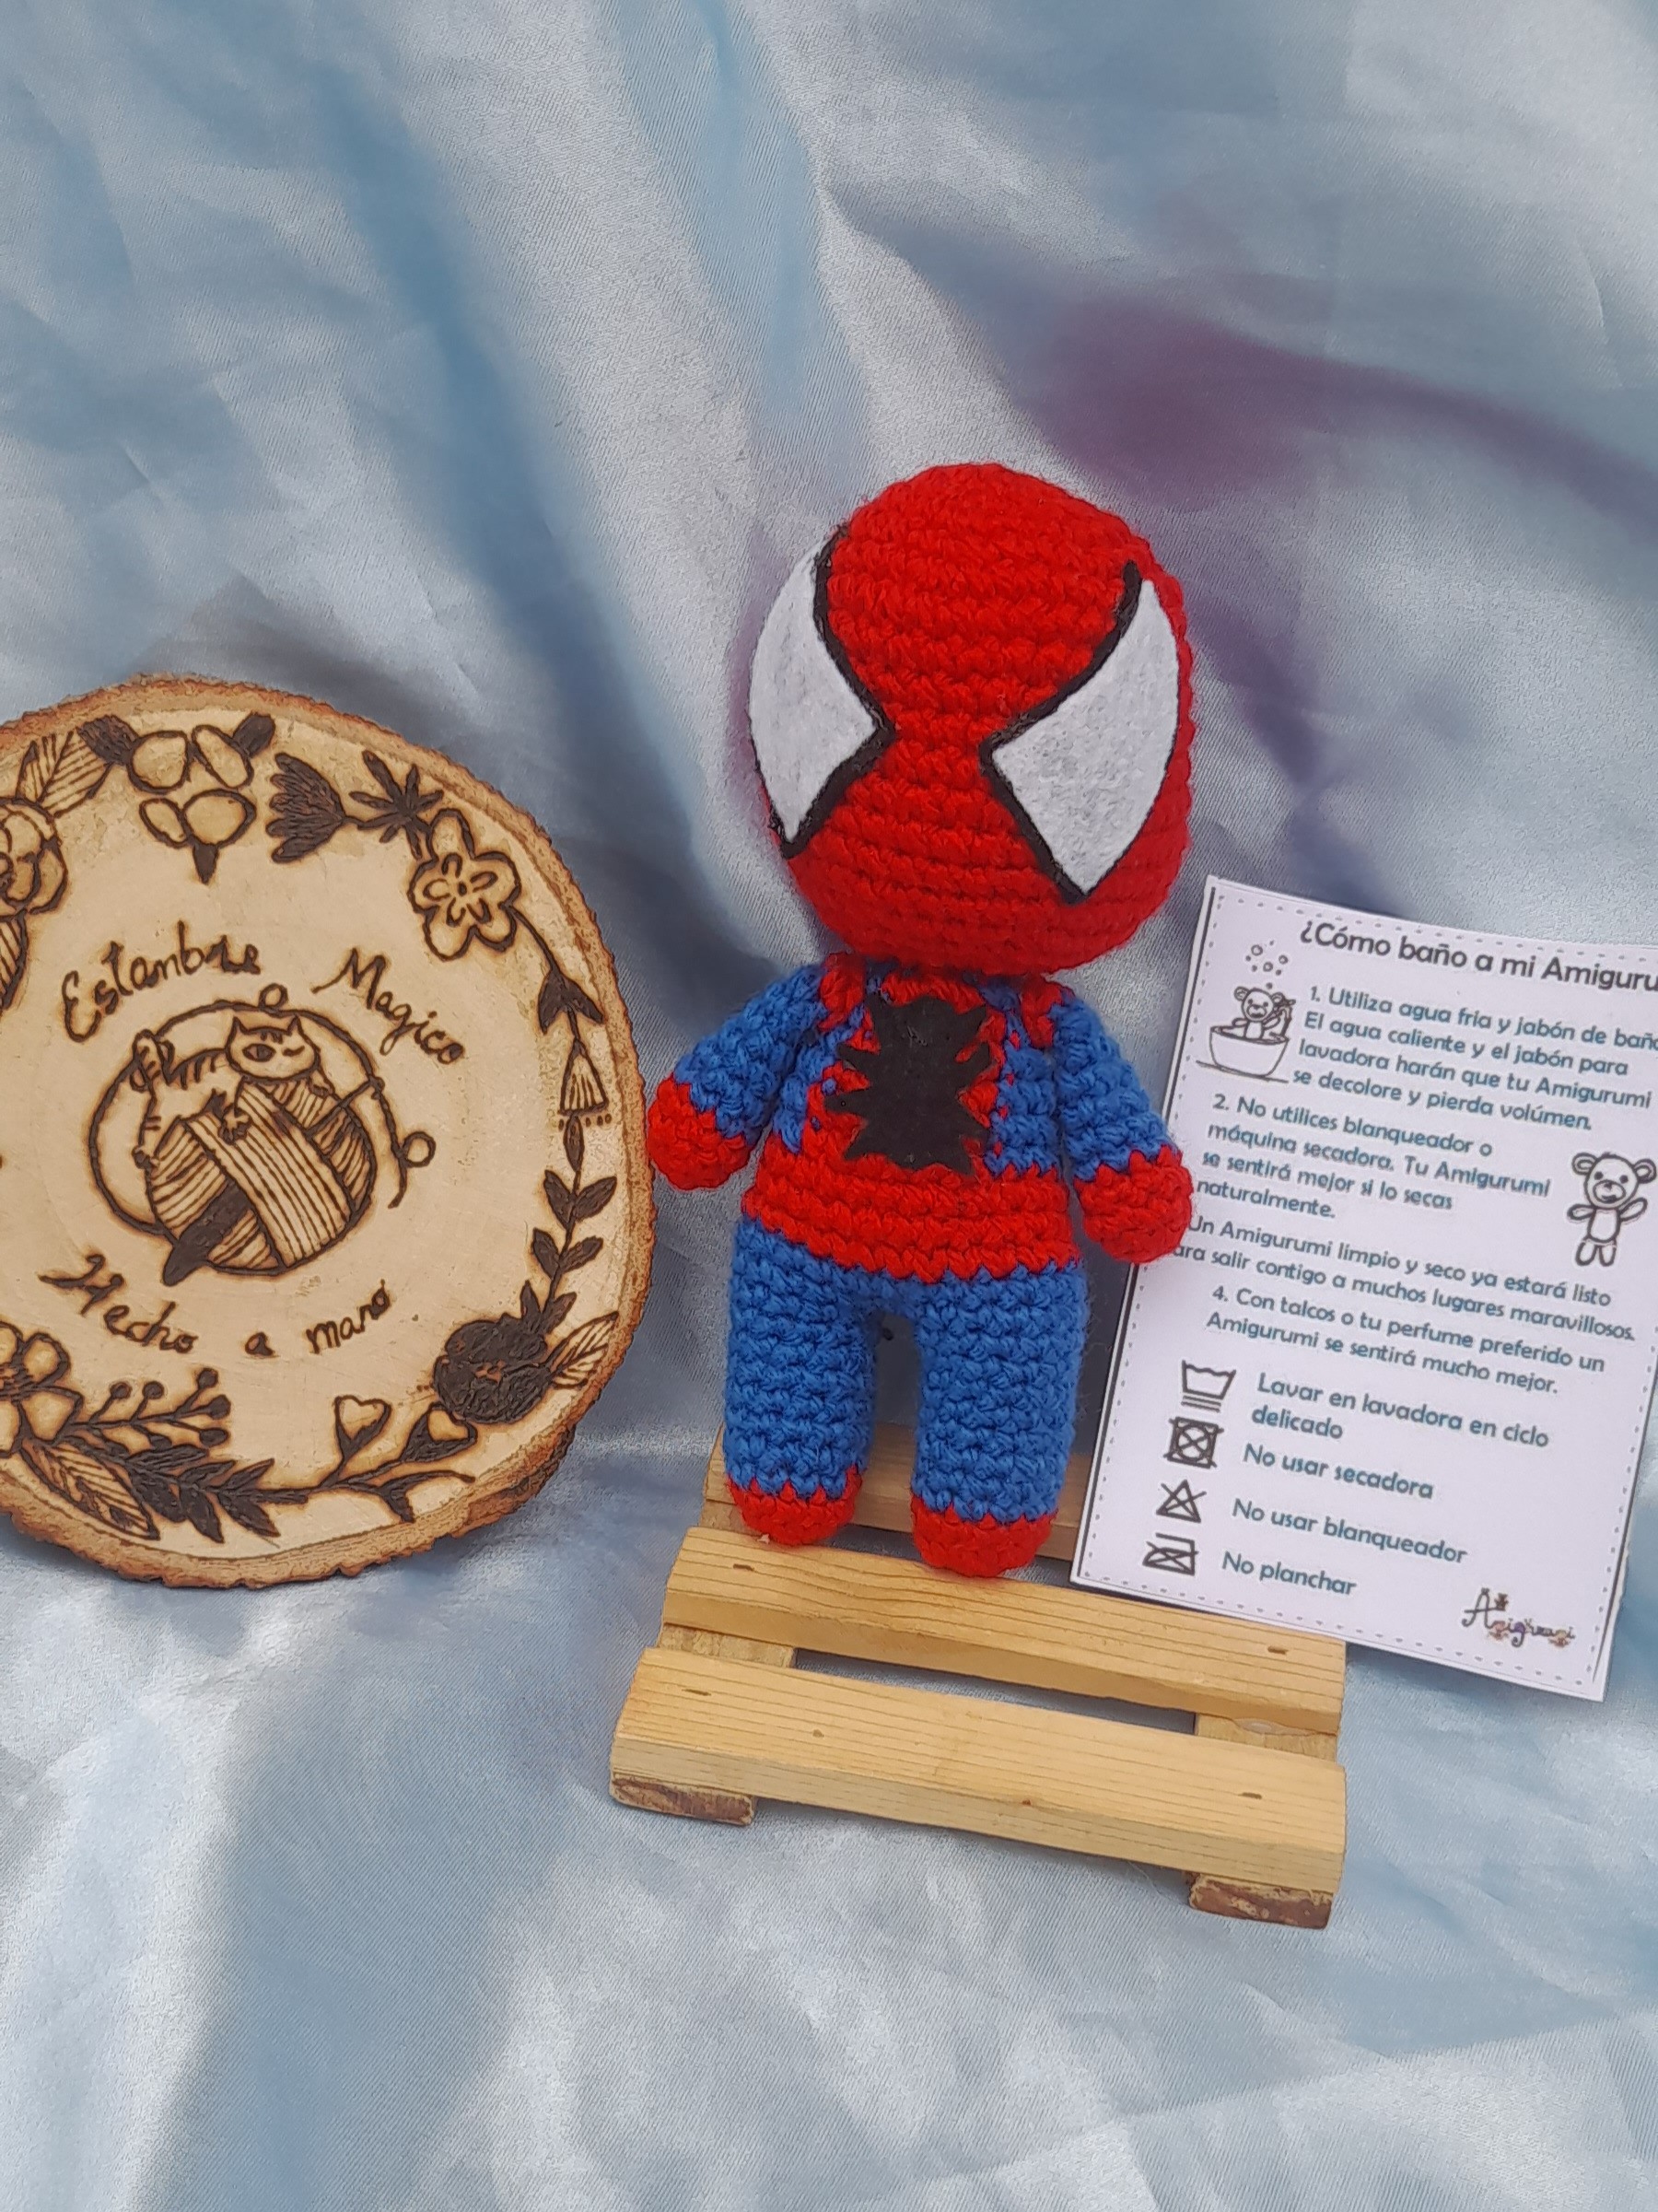 Estambre Magico
Hecho a mano
¿Cómo baño a mi Amiguru
1. Utiliza agua fria y jabón de baño
El agua caliente y el jabón para
lavadora harán que tu Amigurumi
se decolore y pierda volúmen.
2. No utilices blanqueador o
máquina secadora. Tu Amigurumi
se sentirá mejor si lo secas
naturalmente.
Un Amigurumi limpio y seco ya estará listo
ara salir contigo a muchos lugares maravillosos.
4. Con talcos o tu perfume preferido un
Amigurumi se sentirá mucho mejor.
Lavar en lavadora en ciclo
delicado
No usar secadora
No usar blanqueador
No planchar
Amigurumi